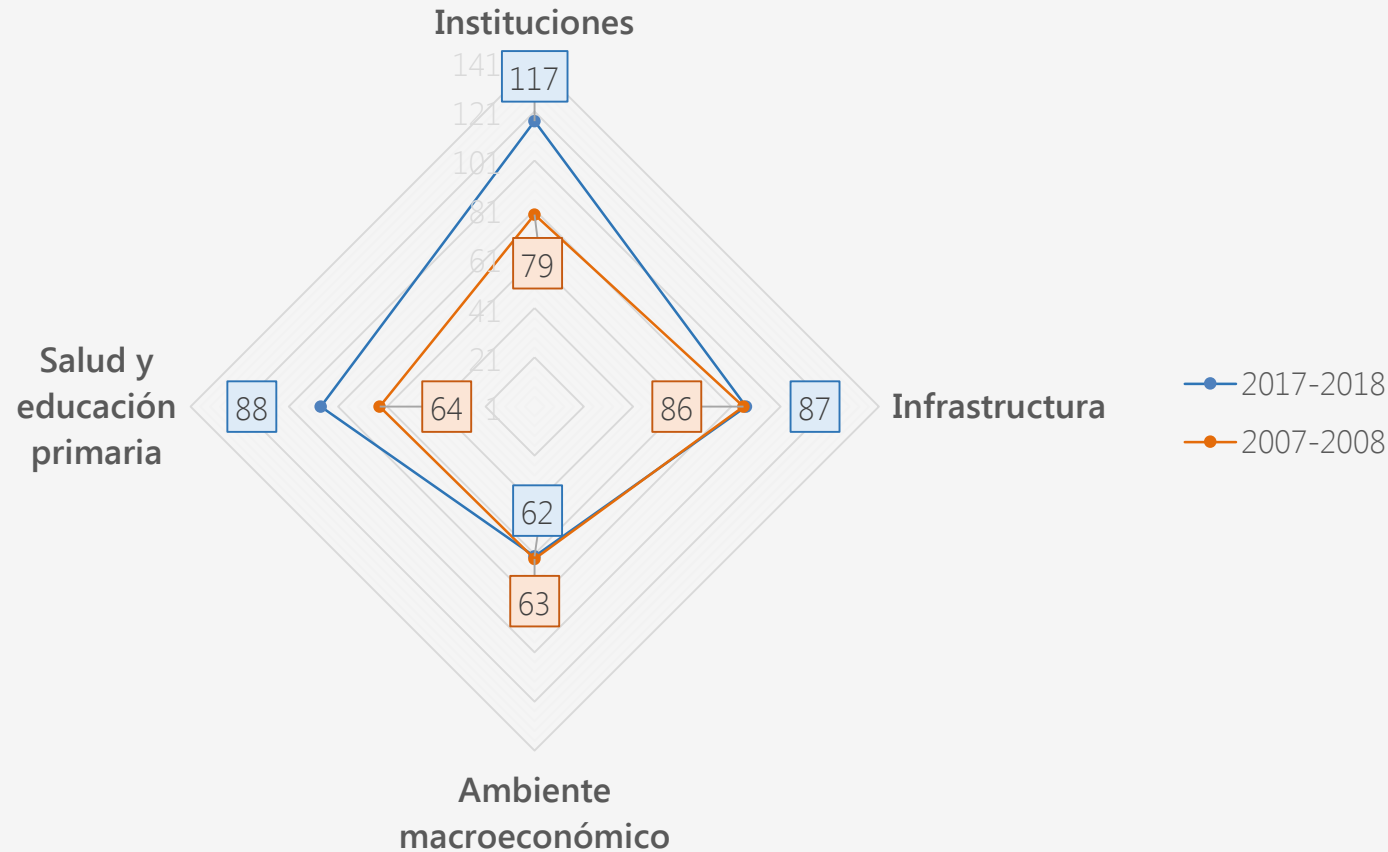 Instituciones
141
117
121
101
81
79
61
41
21
1
Salud y
educación
primaria
88
64
86
87
Infrastructura
62
63
Ambiente
macroeconómico
2017-2018
2007-2008